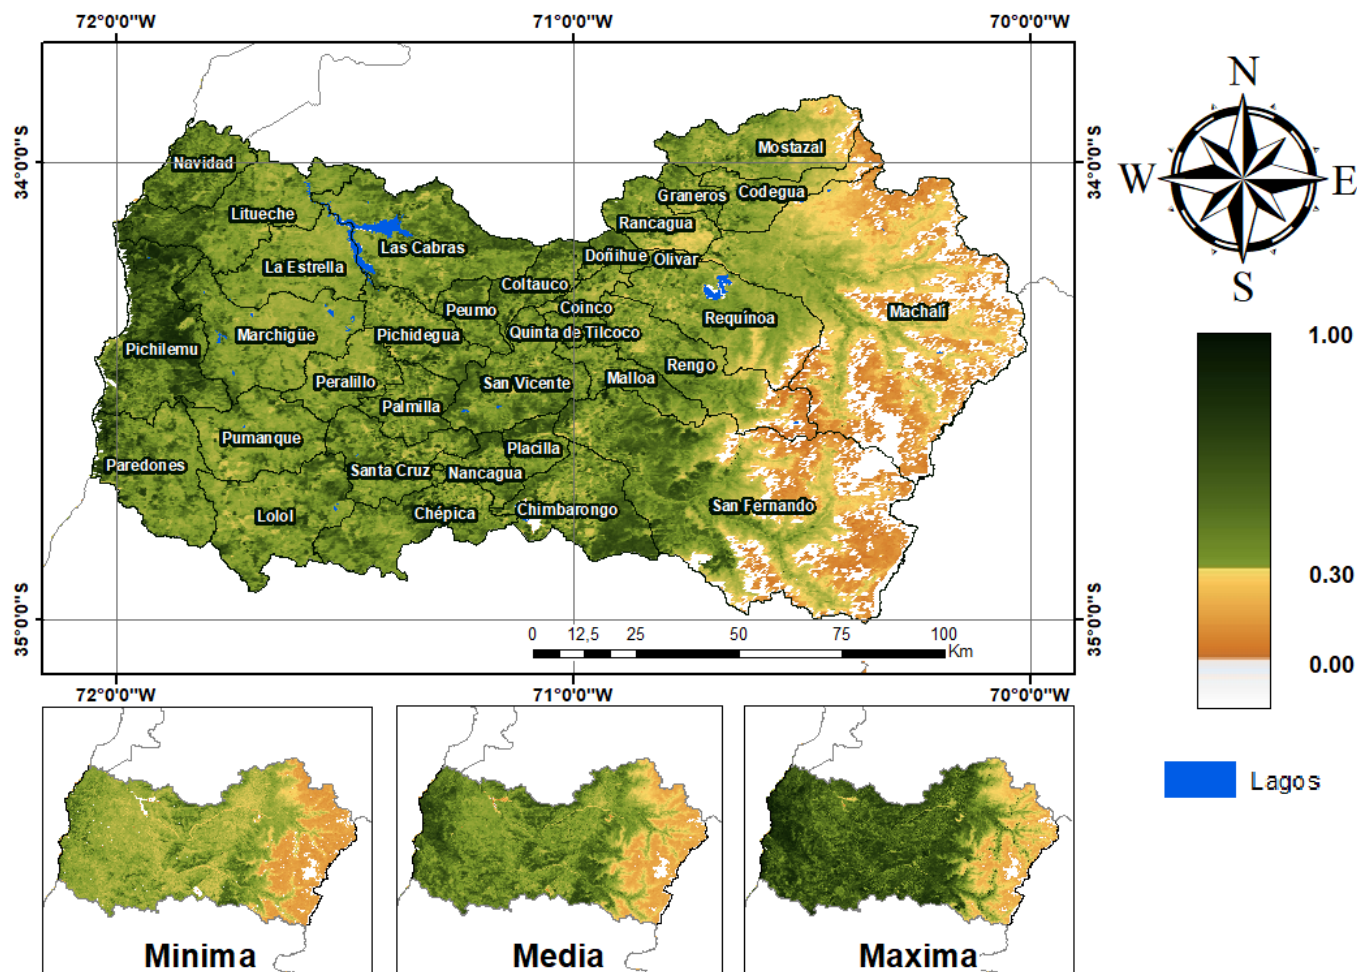 72°0'0"W
71°0'0"W
70°0'0"W
34°0'0"S
34°0'0"S
35°0'0"S
35°0'0"S
N
W
E
S
Mostazal
Navidad
Graneros
Codegua
Litueche
Rancagua
Las Cabras
Doñihue
Olivar
La Estrella
Coltauco
Peumo
Coinco
Requínoa
Machalí
Marchigüe
Pichidegua
Quinta de Tilcoco
Pichilemu
Rengo
Peralillo
San Vicente
Malloa
Palmilla
Pumanque
Placilla
Paredones
Santa Cruz
Nancagua
San Fernando
Lolol
Chépica
Chimbarongo
0 12,5 25 50 75 100
Km
72°0'0"W
71°0'0"W
70°0'0"W
1.00
0.30
0.00
Lagos
Minima
Media
Maxima